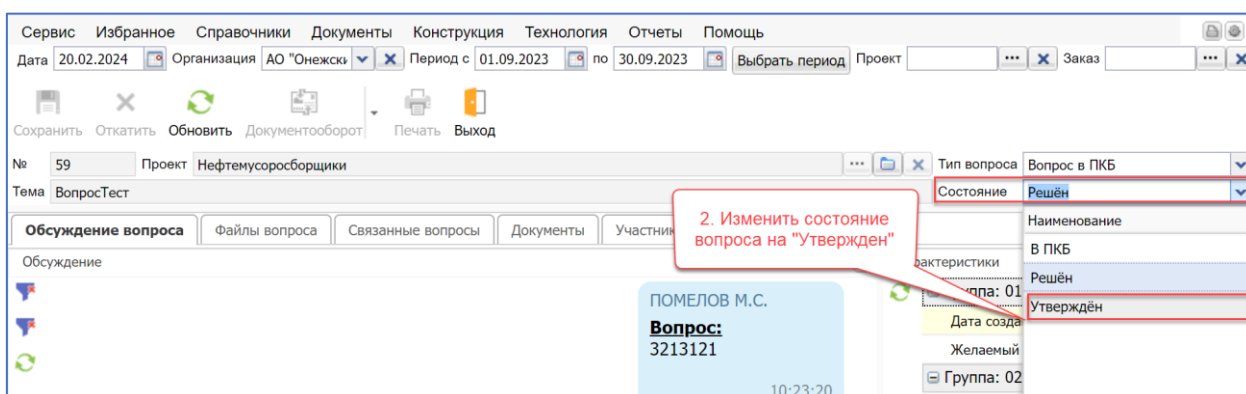 Сервис Избранное Справочники Документы Конструкция Технология Отчеты Помощь
Дата 20.02.2024 Организация АО "Онежски Период с 01.09.2023 по 30.09.2023 Выбрать период Проект ... Заказ ...
Сохранить Откатить Обновить Документооборот Печать Выход
№ 59 Проект Нефтемусоросборщики ... Тип вопроса Вопрос в ПКБ
Тема ВопросТест Состояние Решён
2. Изменить состояние
вопроса на "Утвержден"
Обсуждение вопроса Файлы вопроса Связанные вопросы Документы Участник
Наименование
В ПКБ
Решён
Утверждён
Обсуждение
рактеристики
ПОМЕЛОВ М.С.
Вопрос:
3213121
10:23:20
ппа: 01
Дата созда
Желаемый
Группа: 02